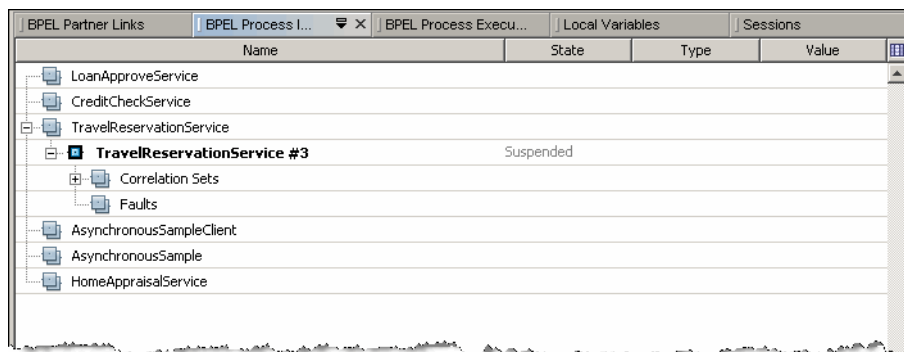 BPEL Partner Links BPEL Process I... BPEL Process Execu... Local Variables Sessions
Name State Type Value
LoanApproveService
CreditCheckService
TravelReservationService
TravelReservationService #3 Suspended
Correlation Sets
Faults
AsynchronousSampleClient
AsynchronousSample
HomeAppraisalService